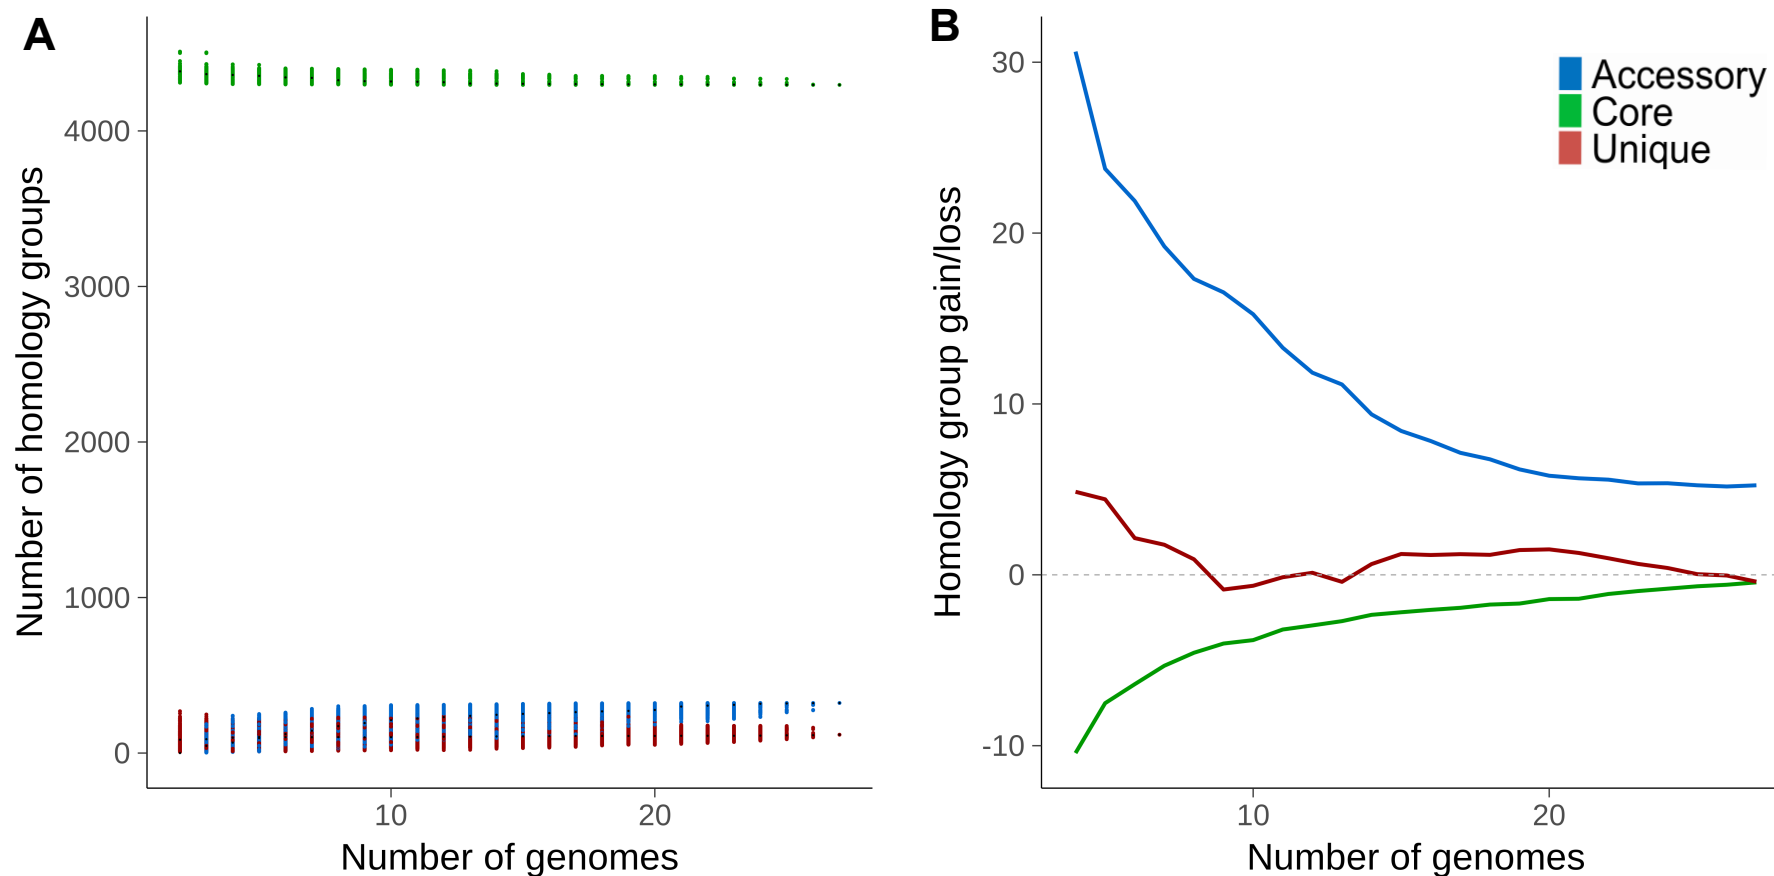 A
Number of homology groups
4000
3000
2000
1000
0
10
20
Number of genomes
B
Homology group gain/loss
30
20
10
0
-10
10
20
Number of genomes
Accessory
Core
Unique